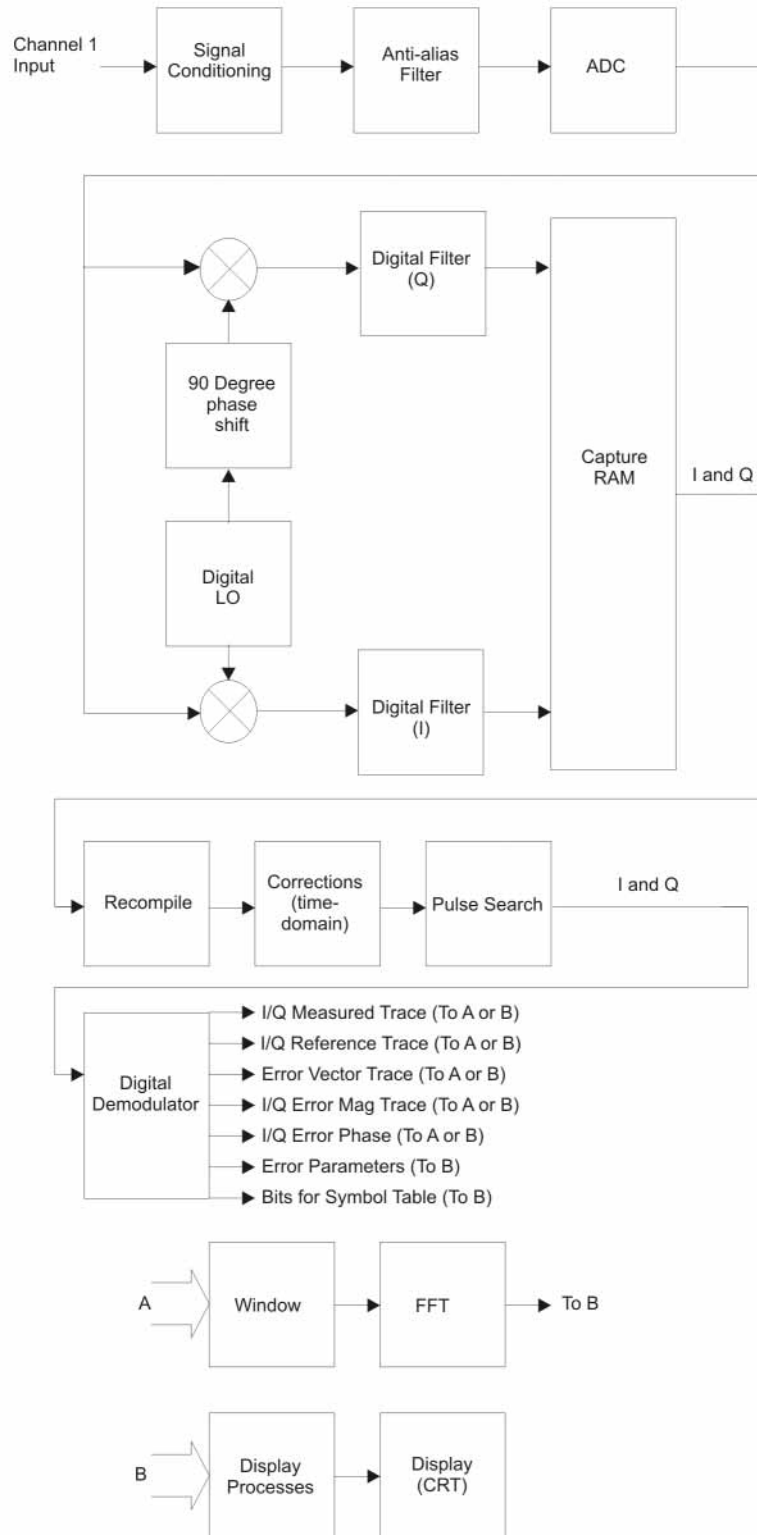 Channel 1
Input
Signal
Conditioning
Anti-alias
Filter
ADC
Digital Filter
(Q)
90 Degree
phase
shift
Capture
RAM
I and Q
Digital
LO
Digital Filter
(I)
Recompile
Corrections
(time-
domain)
Pulse Search
I and Q
Digital
Demodulator
I/Q Measured Trace (To A or B)
I/Q Reference Trace (To A or B)
Error Vector Trace (To A or B)
I/Q Error Mag Trace (To A or B)
I/Q Error Phase (To A or B)
Error Parameters (To B)
Bits for Symbol Table (To B)
A
Window
FFT
To B
B
Display
Processes
Display
(CRT)